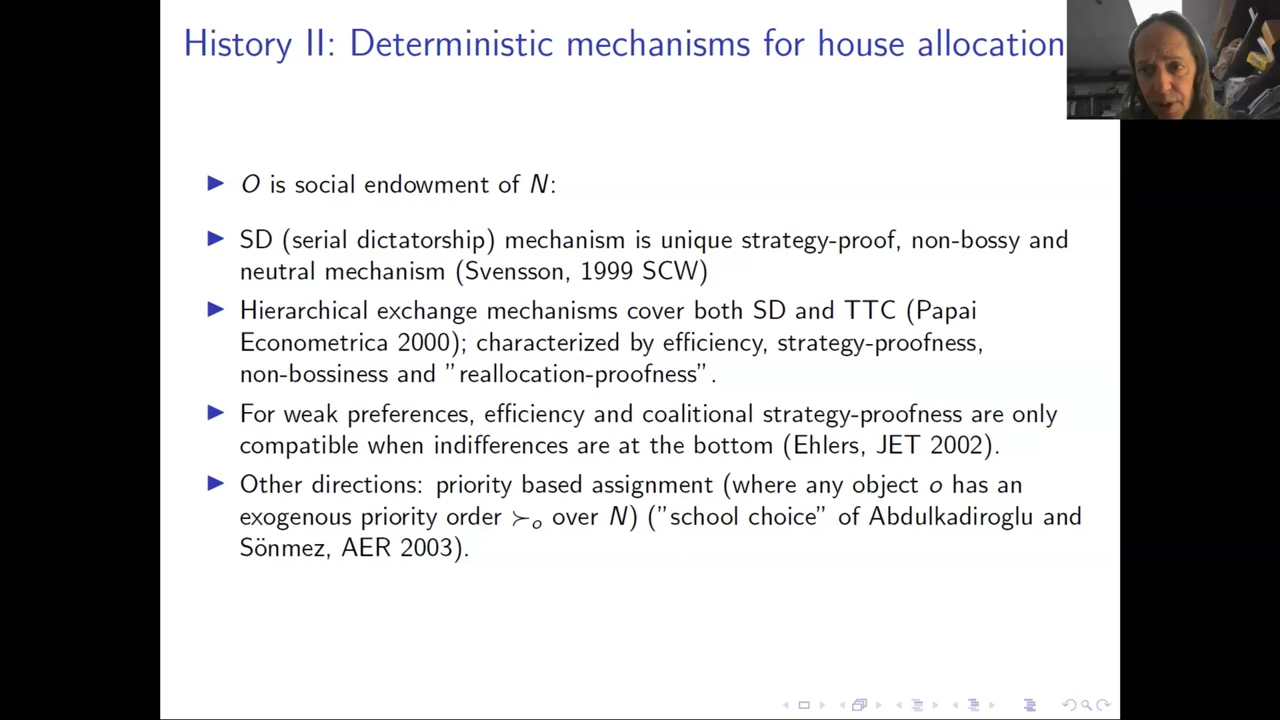 History II: Deterministic mechanisms for house allocation
▶ O is social endowment of N:
▶ SD (serial dictatorship) mechanism is unique strategy-proof, non-bossy and
neutral mechanism (Svensson, 1999 SCW)
▶ Hierarchical exchange mechanisms cover both SD and TTC (Papai
Econometrica 2000); characterized by efficiency, strategy-proofness,
non-bossiness and ”reallocation-proofness”.
▶ For weak preferences, efficiency and coalitional strategy-proofness are only
compatible when indifferences are at the bottom (Ehlers, JET 2002).
▶ Other directions: priority based assignment (where any object o has an
exogenous priority order ≻ₒ over N) (”school choice” of Abdulkadiroglu and
Sönmez, AER 2003).